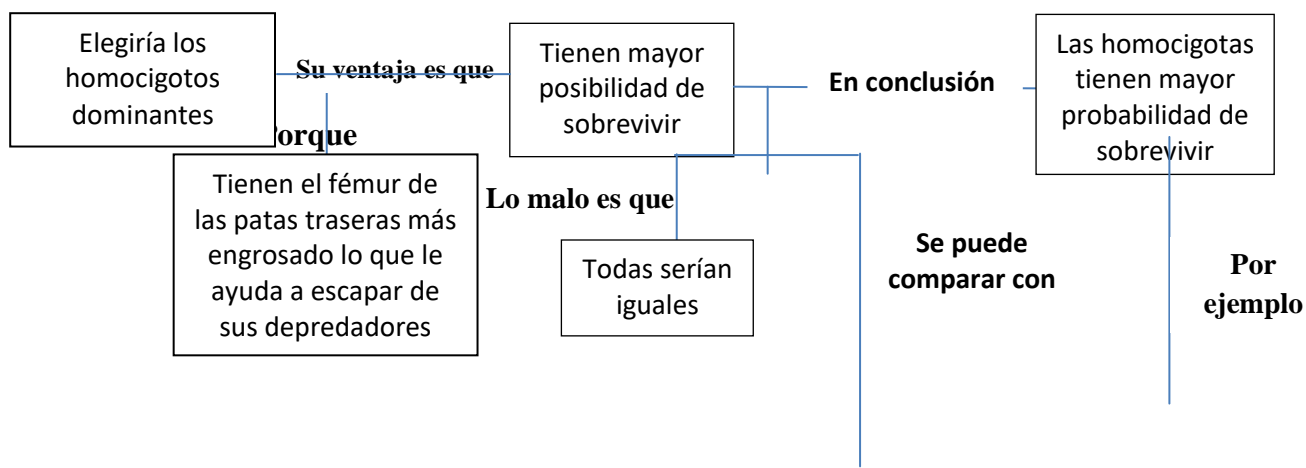 Elegiría los
homocigotos
dominantes
Su ventaja es que
Tienen mayor
posibilidad de
sobrevivir
En conclusión
Las homocigotas
tienen mayor
probabilidad de
sobrevivir
Porque
Tienen el fémur de
las patas traseras más
engrosado lo que le
ayuda a escapar de
sus depredadores
Lo malo es que
Todas serían
iguales
Se puede
comparar con
Por
ejemplo